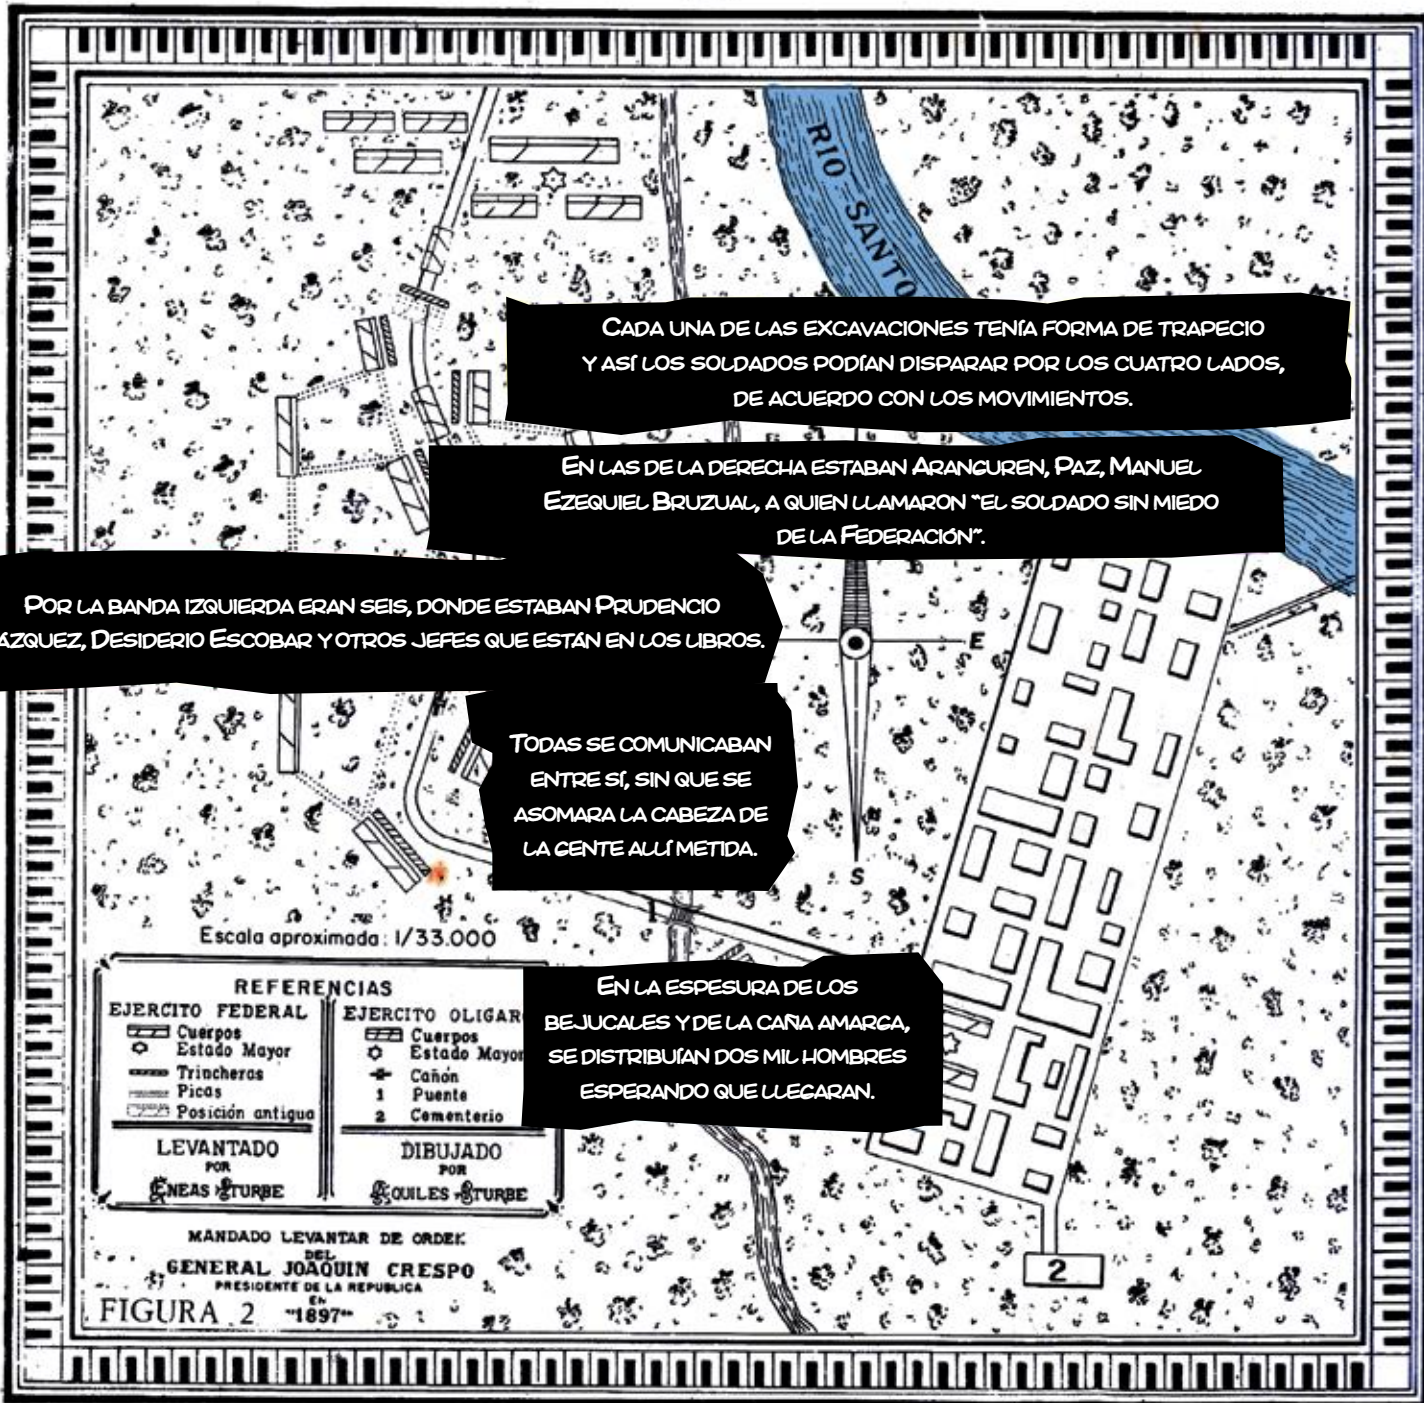 RIO SANTO
CADA UNA DE LAS EXCAVACIONES TENÍA FORMA DE TRAPECIO
Y ASÍ LOS SOLDADOS PODÍAN DISPARAR POR LOS CUATRO LADOS,
DE ACUERDO CON LOS MOVIMIENTOS.
EN LAS DE LA DERECHA ESTABAN ARANGUREN, PAZ, MANUEL
EZEQUIEL BRUZUAL, A QUIEN LLAMARON "EL SOLDADO SIN MIEDO
DE LA FEDERACIÓN".
POR LA BANDA IZQUIERDA ERAN SEIS, DONDE ESTABAN PRUDENCIO
ÁZQUEZ, DESIDERIO ESCOBAR Y OTROS JEFES QUE ESTÁN EN LOS LIBROS.
E
TODAS SE COMUNICABAN
ENTRE SÍ, SIN QUE SE
ASOMARA LA CABEZA DE
LA GENTE ALLÍ METIDA.
S
1
Escala aproximada: 1/33.000
EN LA ESPESURA DE LOS
BEJUCALES Y DE LA CAÑA AMARGA,
SE DISTRIBUÍAN DOS MIL HOMBRES
ESPERANDO QUE LLEGARAN.
REFERENCIAS
EJERCITO FEDERAL
Cuerpos
Estado Mayor
Trincheras
Picas
Posición antigua
EJERCITO OLIGAR
Cuerpos
Estado Mayor
Cañón
1 Puente
2 Cementerio
LEVANTADO
POR
ENEAS ITURBE
DIBUJADO
POR
AQUILES ITURBE
MANDADO LEVANTAR DE ORDEN
DEL
GENERAL JOAQUIN CRESPO
PRESIDENTE DE LA REPUBLICA
EN
"1897"
FIGURA 2
2